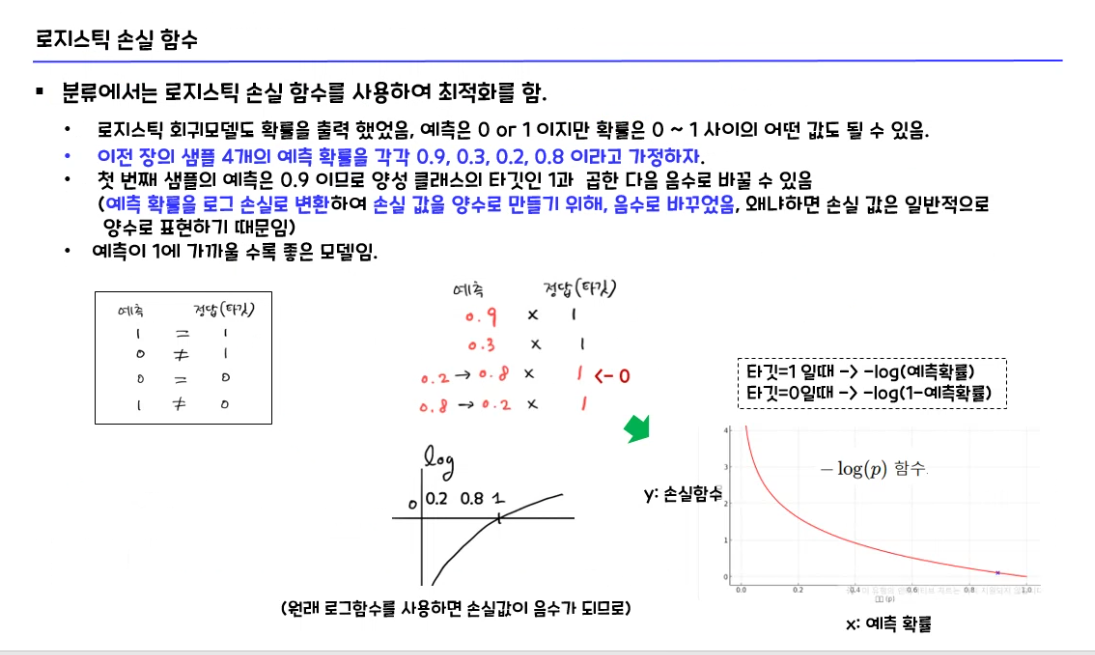 로지스틱 손실 함수
▪ 분류에서는 로지스틱 손실 함수를 사용하여 최적화를 함.
• 로지스틱 회귀모델도 확률을 출력 했었음, 예측은 0 or 1 이지만 확률은 0 ~ 1 사이의 어떤 값도 될 수 있음.
• 이전 장의 샘플 4개의 예측 확률을 각각 0.9, 0.3, 0.2, 0.8 이라고 가정하자.
• 첫 번째 샘플의 예측은 0.9 이므로 양성 클래스의 타깃인 1과 곱한 다음 음수로 바꿀 수 있음
(예측 확률을 로그 손실로 변환하여 손실 값을 양수로 만들기 위해, 음수로 바꾸었음, 왜냐하면 손실 값은 일반적으로
양수로 표현하기 때문임)
• 예측이 1에 가까울 수록 좋은 모델임.
예측 정답(타깃)
1 = 1
0 ≠ 1
0 = 0
1 ≠ 0
예측 정답(타깃)
0.9 x 1
0.3 x 1
0.2 → 0.8 x 1 <- 0
0.8 → 0.2 x 1
log
0 0.2 0.8 1
(원래 로그함수를 사용하면 손실값이 음수가 되므로)
타깃=1 일때 -> -log(예측확률)
타깃=0일때 -> -log(1-예측확률)
− log(p) 함수.
y: 손실함수
4
3
2
1
0
0.0 0.2 0.4 0.6 0.8 1.0
(p)
x: 예측 확률